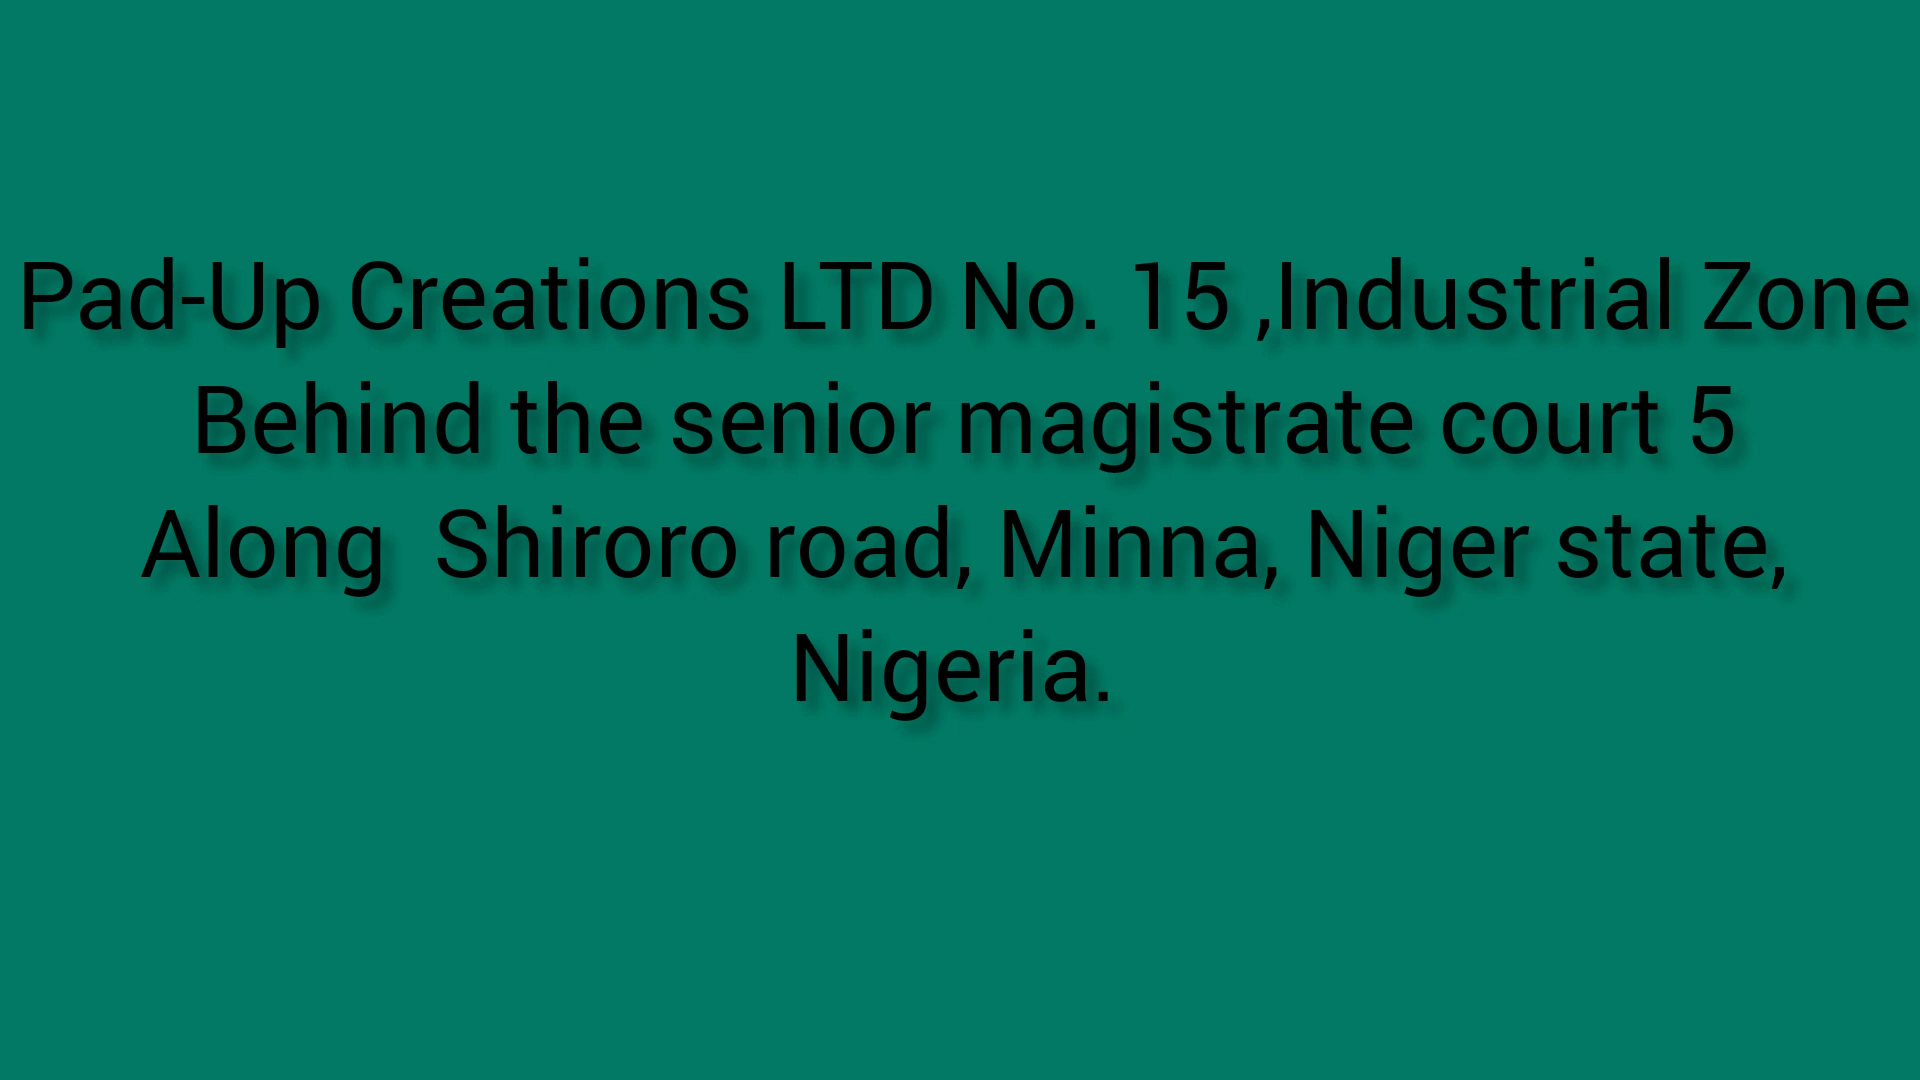 Pad-Up Creations LTD No. 15 ,Industrial Zone
Behind the senior magistrate court 5
Along  Shiroro road, Minna, Niger state,
Nigeria.